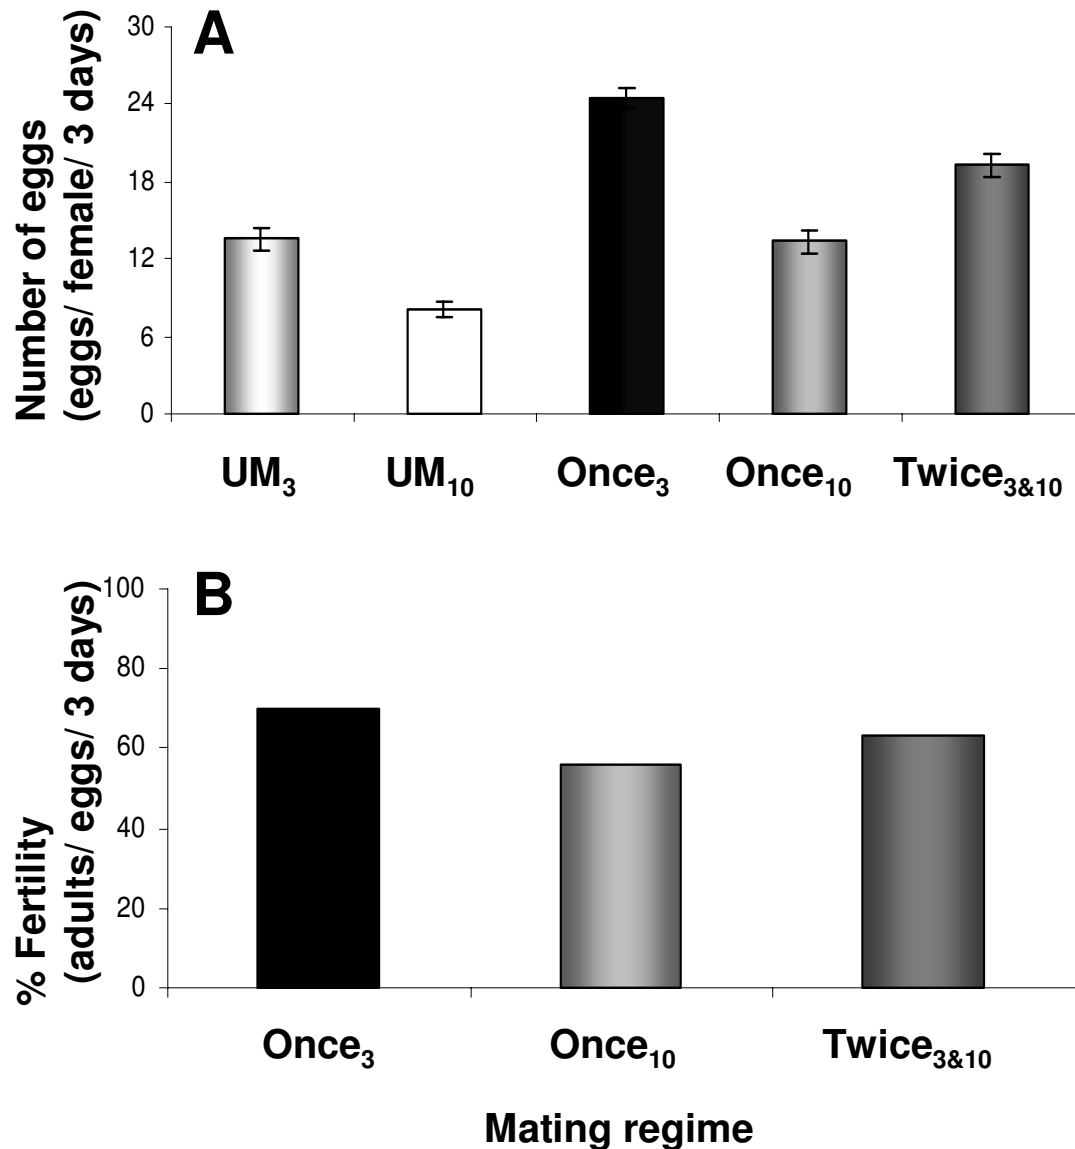 A
Number of eggs
(eggs/ female/ 3 days)
30
24
18
12
6
0
UM3 UM10 Once3 Once10 Twice3&10
B
% Fertility
(adults/ eggs/ 3 days)
100
80
60
40
20
0
Once3 Once10 Twice3&10
Mating regime